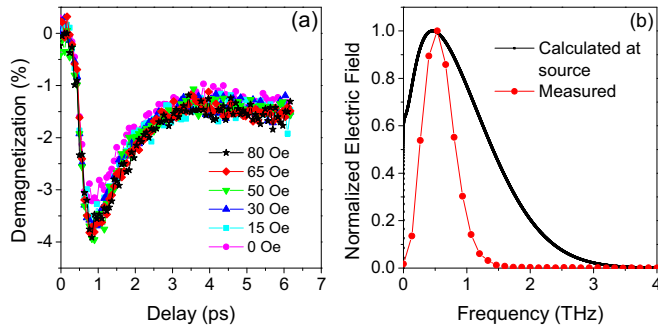 (a)
0
-1
-2
-3
-4
Demagnetization (%)
80 Oe
65 Oe
50 Oe
30 Oe
15 Oe
0 Oe
0 1 2 3 4 5 6 7
Delay (ps)
(b)
1.0
0.8
0.6
0.4
0.2
0.0
Normalized Electric Field
Calculated at
source
Measured
0 1 2 3 4
Frequency (THz)